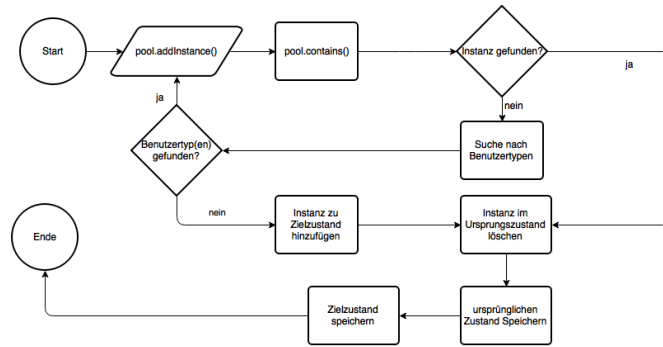 Start
pool.addInstance()
pool.contains()
Instanz gefunden?
ja
ja
nein
Benutzertyp(en)
gefunden?
Suche nach
Benutzertypen
nein
Instanz zu
Zielzustand
hinzufügen
Instanz im
Ursprungszustand
löschen
Ende
Zielzustand
speichern
ursprünglichen
Zustand Speichern